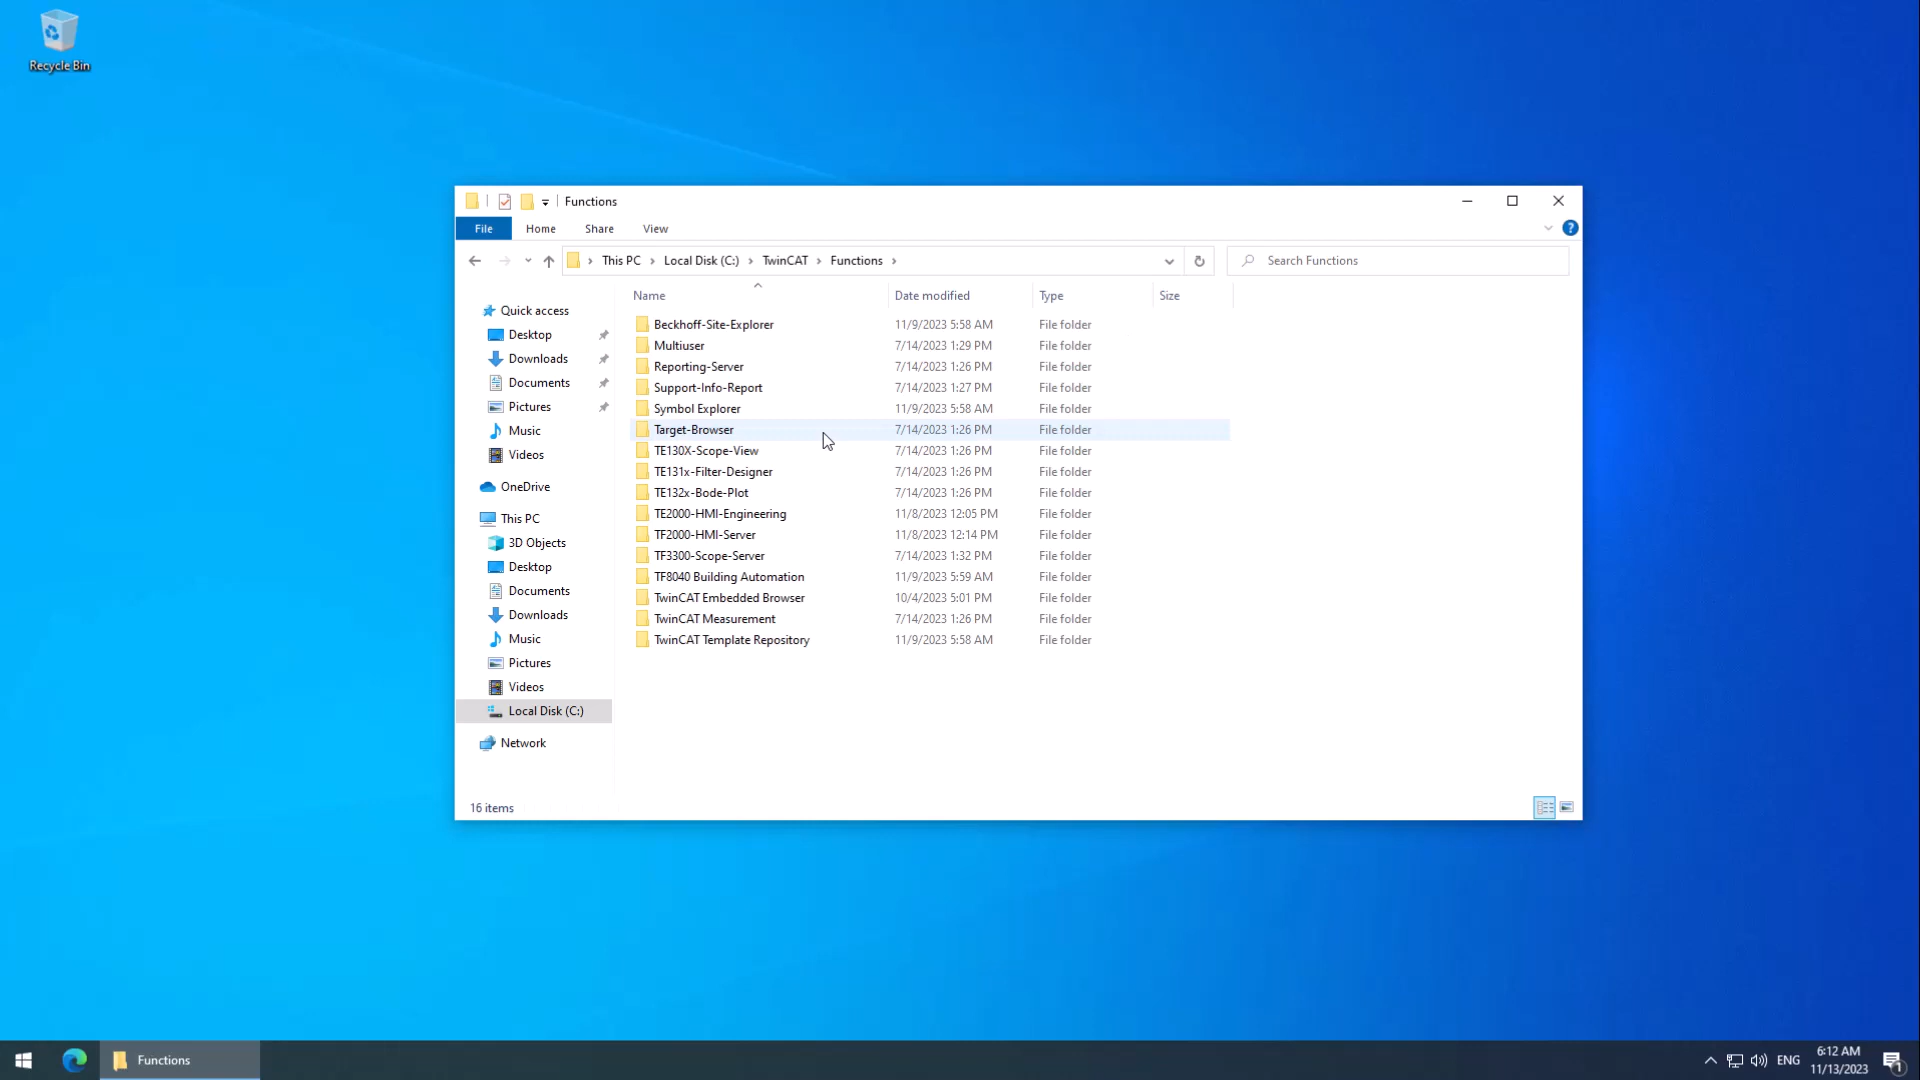 Recycle Bin
Functions
File Home Share View
This PC Local Disk (C:) TwinCAT Functions
Search Functions
Name Date modified Type Size
Quick access
Desktop
Downloads
Documents
Pictures
Music
Videos
OneDrive
This PC
3D Objects
Desktop
Documents
Downloads
Music
Pictures
Videos
Local Disk (C:)
Network
Beckhoff-Site-Explorer 11/9/2023 5:58 AM File folder
Multiuser 7/14/2023 1:29 PM File folder
Reporting-Server 7/14/2023 1:26 PM File folder
Support-Info-Report 7/14/2023 1:27 PM File folder
Symbol Explorer 11/9/2023 5:58 AM File folder
Target-Browser 7/14/2023 1:26 PM File folder
TE130X-Scope-View 7/14/2023 1:26 PM File folder
TE131x-Filter-Designer 7/14/2023 1:26 PM File folder
TE132x-Bode-Plot 7/14/2023 1:26 PM File folder
TE2000-HMI-Engineering 11/8/2023 12:05 PM File folder
TF2000-HMI-Server 11/8/2023 12:14 PM File folder
TF3300-Scope-Server 7/14/2023 1:32 PM File folder
TF8040 Building Automation 11/9/2023 5:59 AM File folder
TwinCAT Embedded Browser 10/4/2023 5:01 PM File folder
TwinCAT Measurement 7/14/2023 1:26 PM File folder
TwinCAT Template Repository 11/9/2023 5:58 AM File folder
16 items
Functions
ENG
6:12 AM
11/13/2023
1